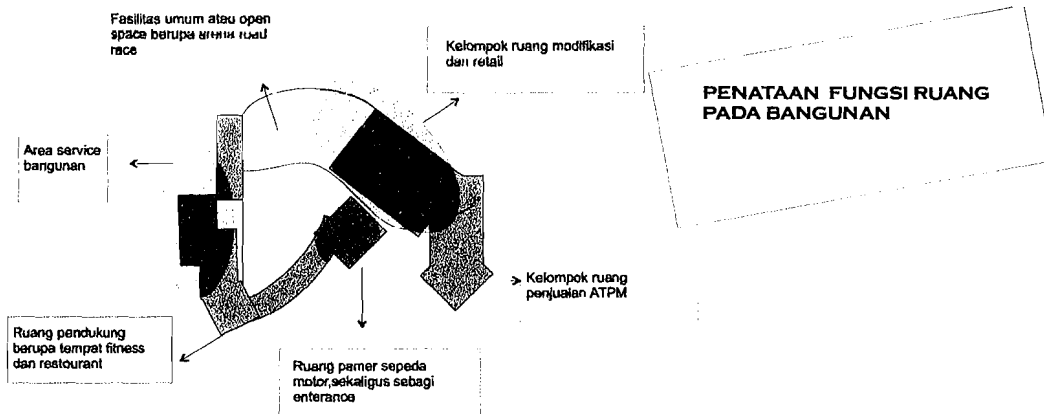 Fasilitas umum atau open
space berupa arena road
race
Kelompok ruang modifikasi
dan retail
PENATAAN FUNGSI RUANG
PADA BANGUNAN
Area service
bangunan
Kelompok ruang
penjualan ATPM
Ruang pendukung
berupa tempat fitness
dan restourant
Ruang pamer sepeda
motor,sekaligus sebagi
enterance